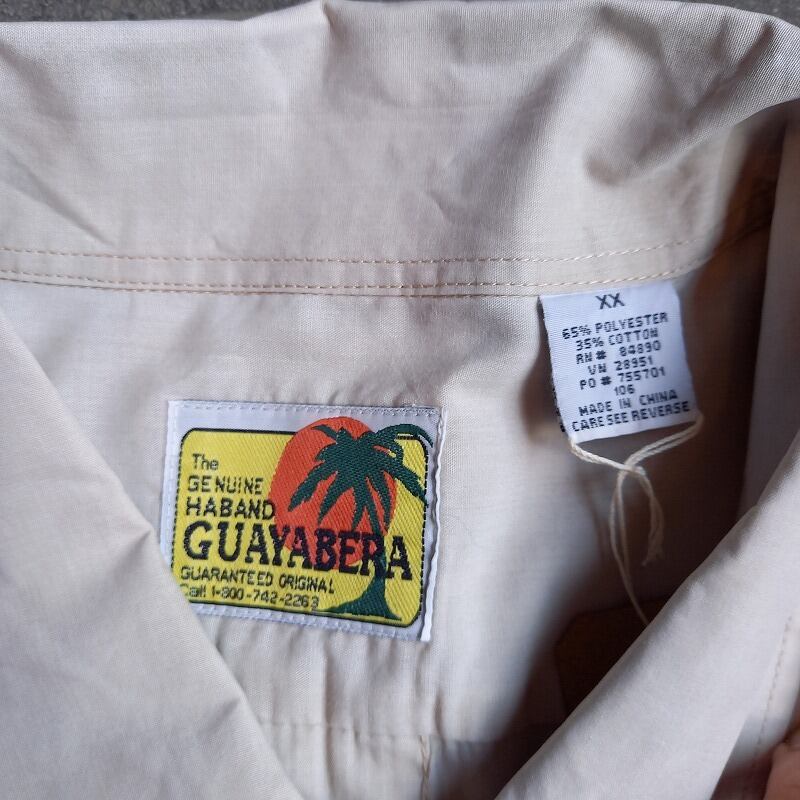 XX
65% POLYESTER
35% COTTON
RN # 84890
VN 28951
PO # 755701
106
MADE IN CHINA
CARE SEE REVERSE
The
GENUINE
HABAND
GUAYABERA
GUARANTEED ORIGINAL
Call 1-800-742-2263